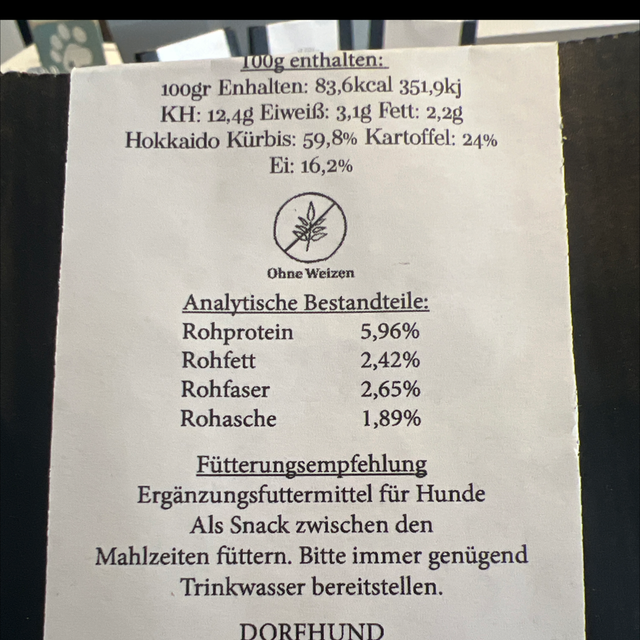 100g enthalten:
100gr Enhalten: 83,6kcal 351,9kj
KH: 12,4g Eiweiß: 3,1g Fett: 2,2g
Hokkaido Kürbis: 59,8% Kartoffel: 24%
Ei: 16,2%
Ohne Weizen
Analytische Bestandteile:
Rohprotein 5,96%
Rohfett 2,42%
Rohfaser 2,65%
Rohasche 1,89%
Fütterungsempfehlung
Ergänzungsfuttermittel für Hunde
Als Snack zwischen den
Mahlzeiten füttern. Bitte immer genügend
Trinkwasser bereitstellen.
DORFHUND